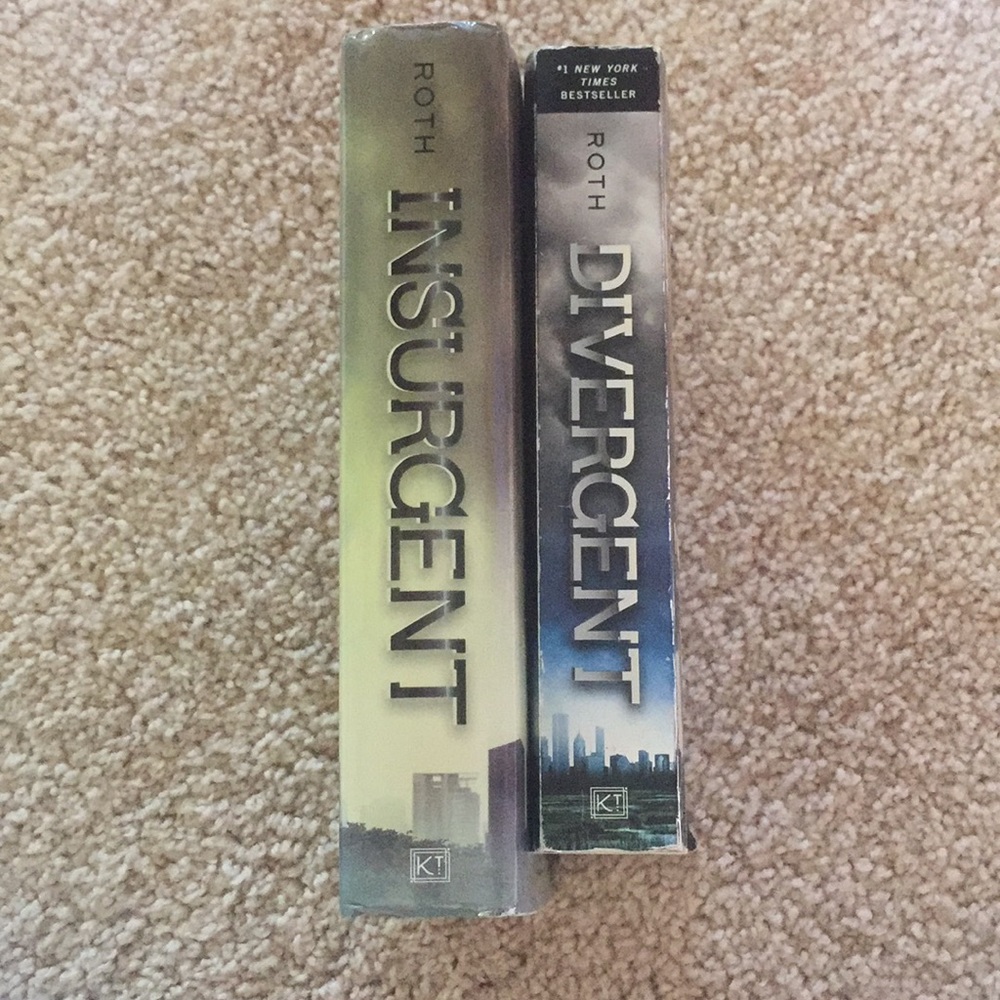 ROTH
INSURGENT
KT
#1 NEW YORK
TIMES
BESTSELLER
ROTH
DIVERGENT
KT